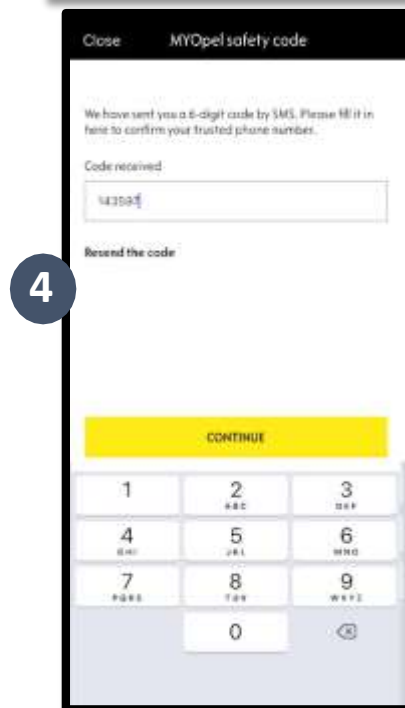 Close MYOpel safety code
We have sent you a 6-digit code by SMS. Please fill it in
here to confirm your trusted phone number.
Code received
Resend the code
4
CONTINUE
1 2 3
ABC DEF
4 5 6
GHI JKL MNO
7 8 9
PQRS TUV WXYZ
0